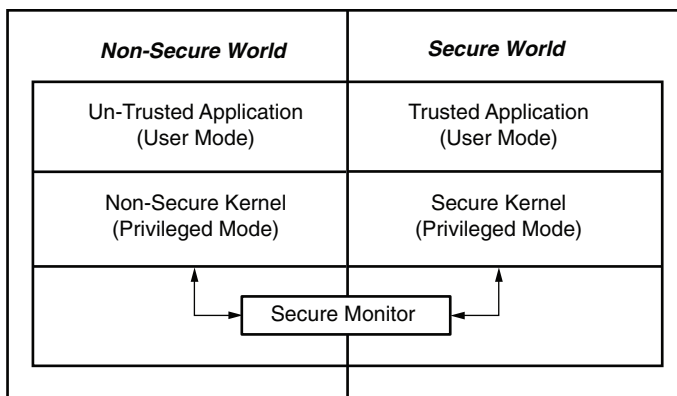 Non-Secure World
Secure World
Un-Trusted Application
(User Mode)
Trusted Application
(User Mode)
Non-Secure Kernel
(Privileged Mode)
Secure Kernel
(Privileged Mode)
Secure Monitor